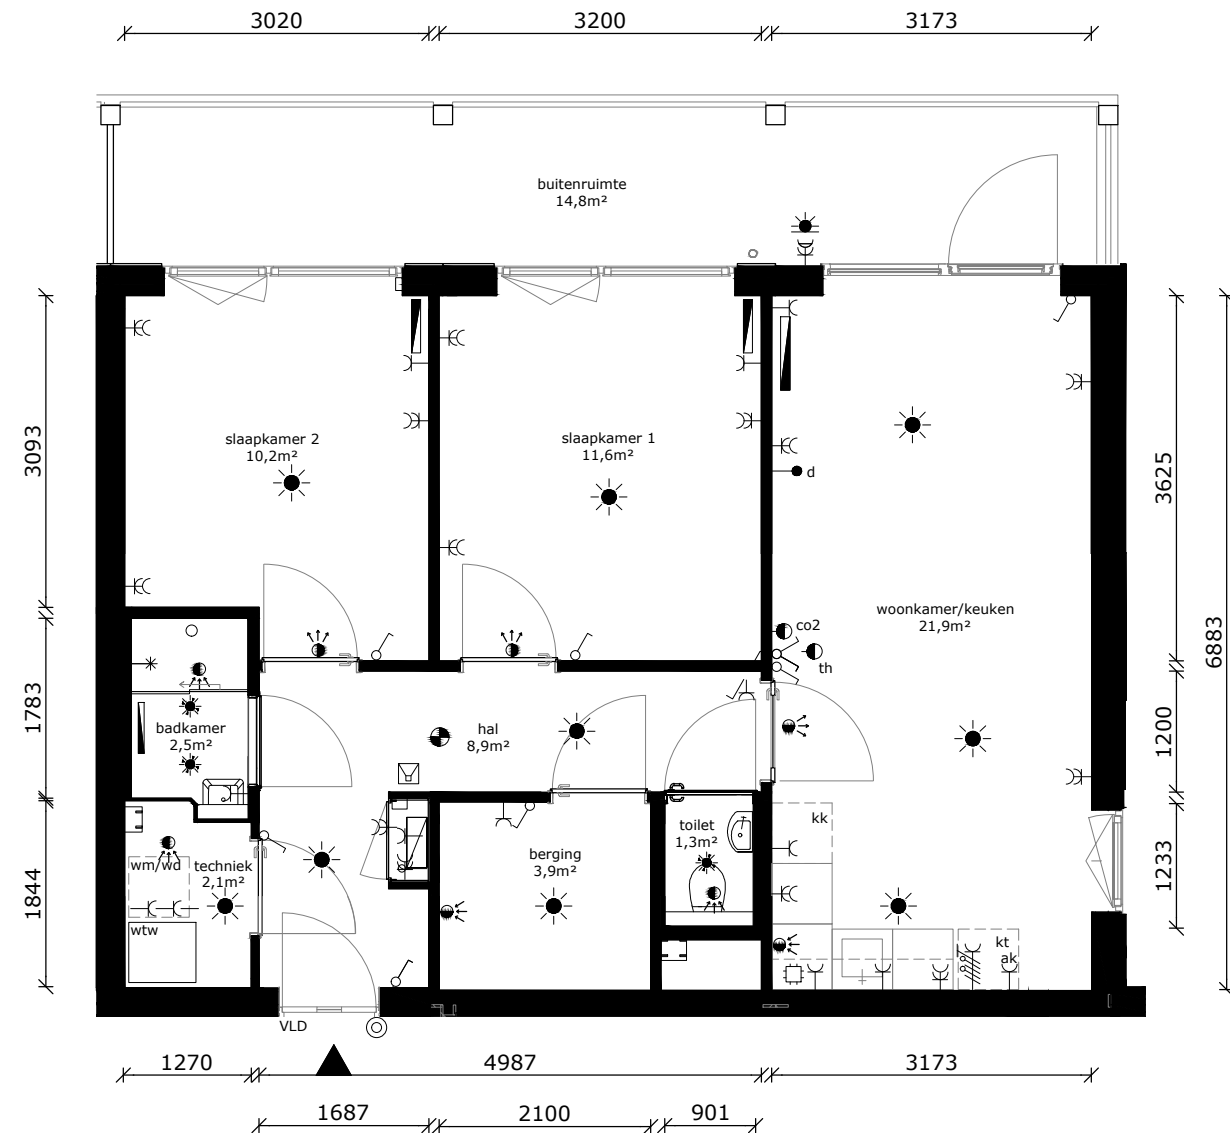 3020 3200 3173
buitenruimte
14,8m²
3093
3625
6883
slaapkamer 2
10,2m²
slaapkamer 1
11,6m²
d
woonkamer/keuken
21,9m²
co2
th
1783
badkamer
2,5m²
hal
8,9m²
1200
kk
toilet
1,3m²
berging
3,9m²
wm/wd
techniek
2,1m²
1844
1233
wtw
kt
ak
VLD
1270 4987 3173
1687 2100 901